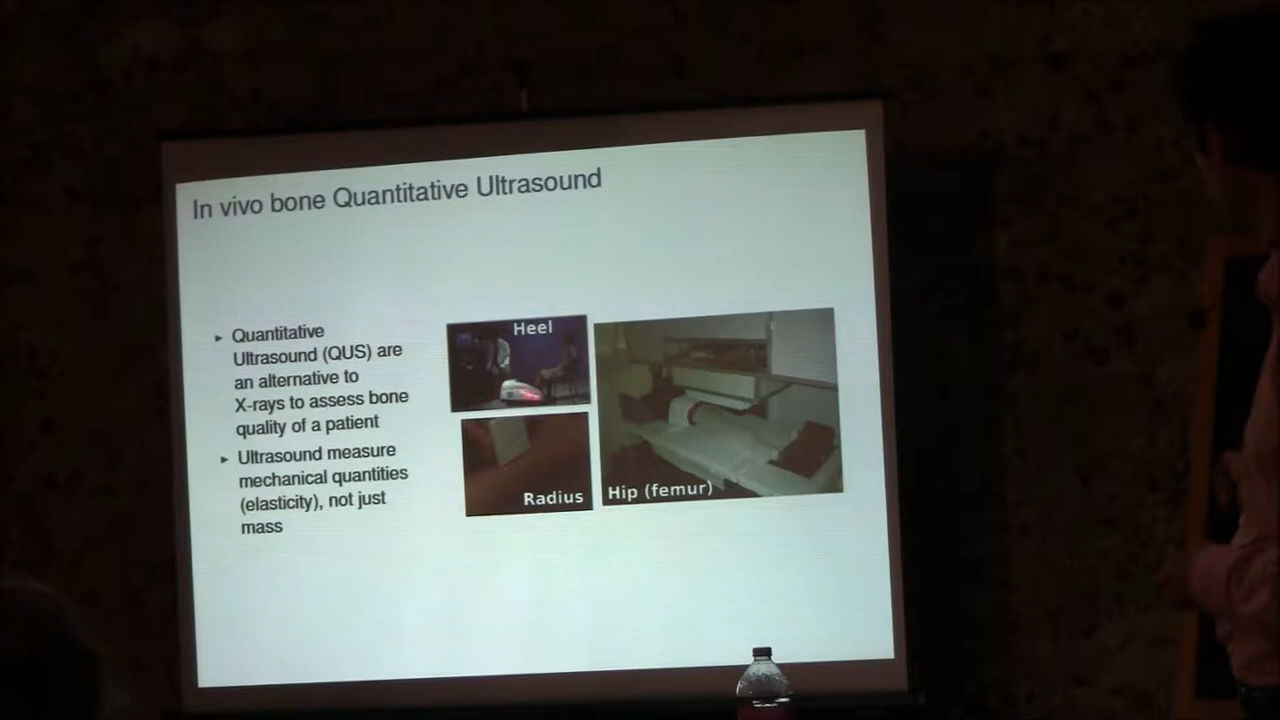 In vivo bone Quantitative Ultrasound
▸ Quantitative
Ultrasound (QUS) are
an alternative to
X-rays to assess bone
quality of a patient
▸ Ultrasound measure
mechanical quantities
(elasticity), not just
mass
Heel
Radius
Hip (femur)